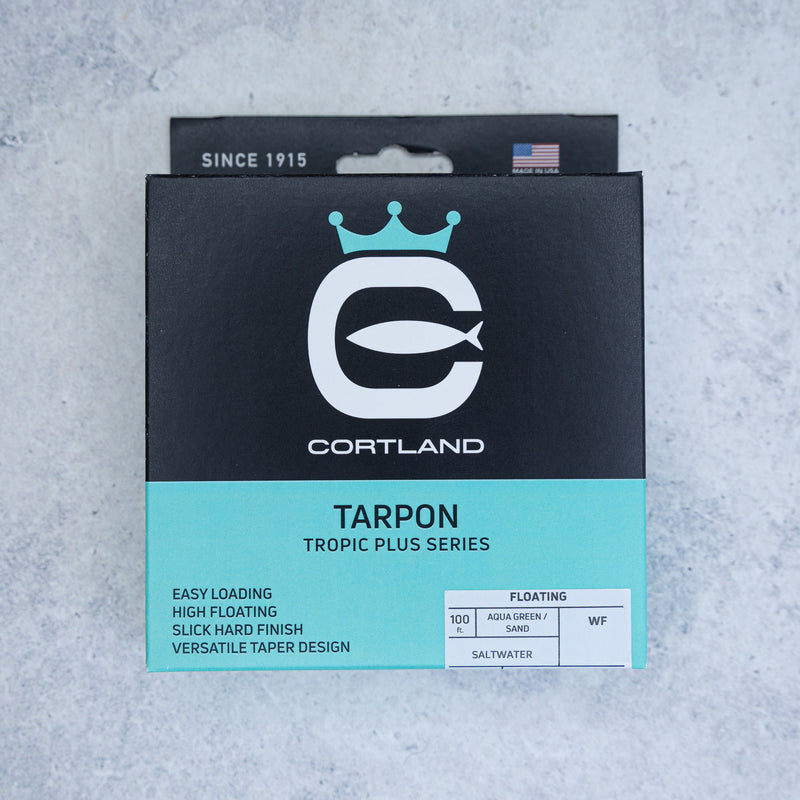 SINCE 1915
MADE IN USA
CORTLAND
TARPON
TROPIC PLUS SERIES
EASY LOADING
HIGH FLOATING
SLICK HARD FINISH
VERSATILE TAPER DESIGN
FLOATING
100 ft.
AQUA GREEN /
SAND
WF
SALTWATER